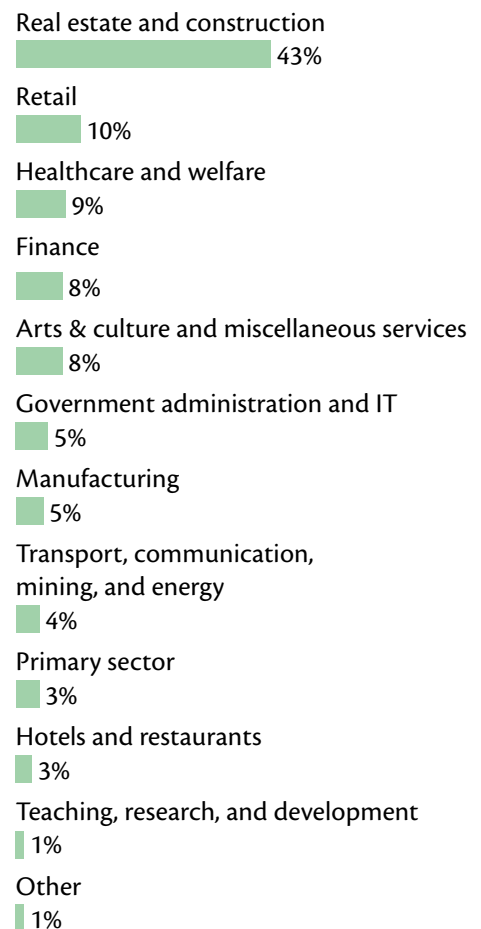 Real estate and construction
43%
Retail
10%
Healthcare and welfare
9%
Finance
8%
Arts & culture and miscellaneous services
8%
Government administration and IT
5%
Manufacturing
5%
Transport, communication,
mining, and energy
4%
Primary sector
3%
Hotels and restaurants
3%
Teaching, research, and development
1%
Other
1%